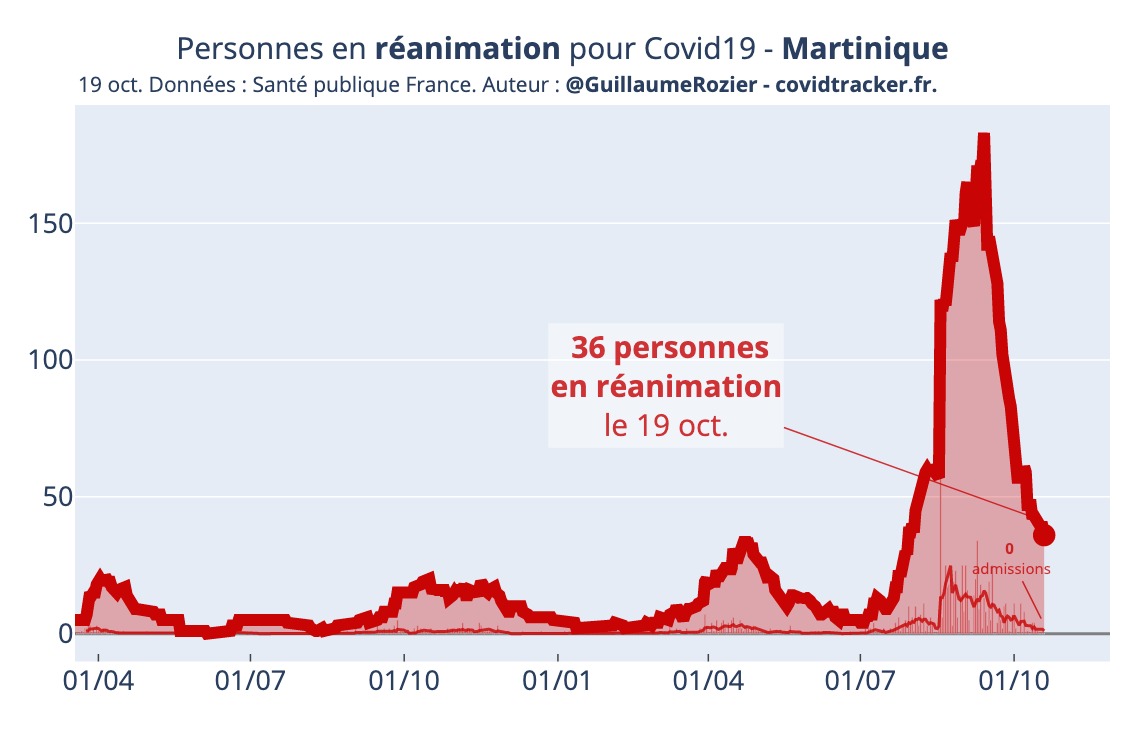 Personnes en réanimation pour Covid19 - Martinique
19 oct. Données : Santé publique France. Auteur : @GuillaumeRozier - covidtracker.fr.
150
100
50
0
36 personnes
en réanimation
le 19 oct.
0
admissions
01/04
01/07
01/10
01/01
01/04
01/07
01/10